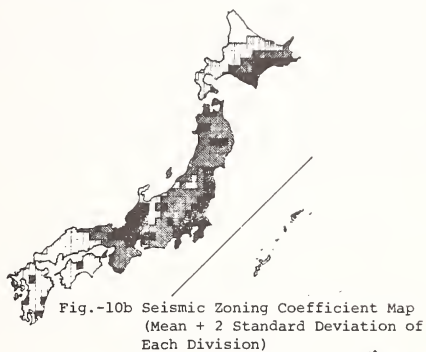 Fig.-10b Seismic Zoning Coefficient Map
(Mean + 2 Standard Deviation of
Each Division)